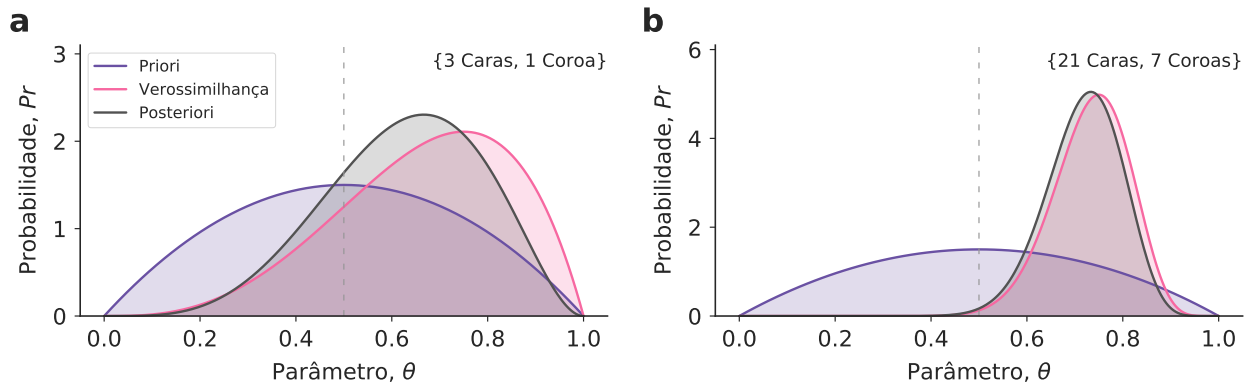 a
{3 Caras, 1 Coroa}
Priori
Verossimilhança
Posteriori
Probabilidade, Pr
3
2
1
0
0.0 0.2 0.4 0.6 0.8 1.0
Parâmetro, θ
b
{21 Caras, 7 Coroas}
Probabilidade, Pr
6
4
2
0
0.0 0.2 0.4 0.6 0.8 1.0
Parâmetro, θ